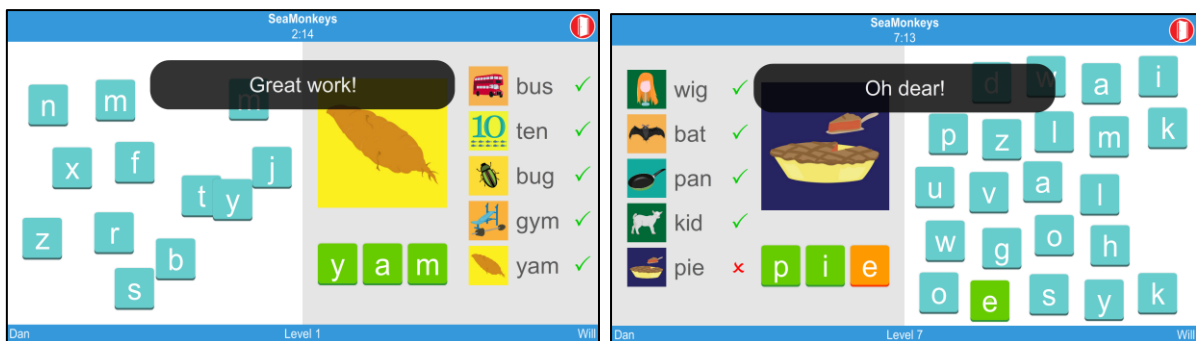 SeaMonkeys
2:14
Great work!
n m m
x f j
t y
z r b
s
bus
10 ten
bug
gym
yam
y a m
Dan Level 1 Will
SeaMonkeys
7:13
Oh dear!
wig
bat
pan
kid
pie
p i e
d w a i
p z l m k
u v a l
w g o h
o e s y k
Dan Level 7 Will